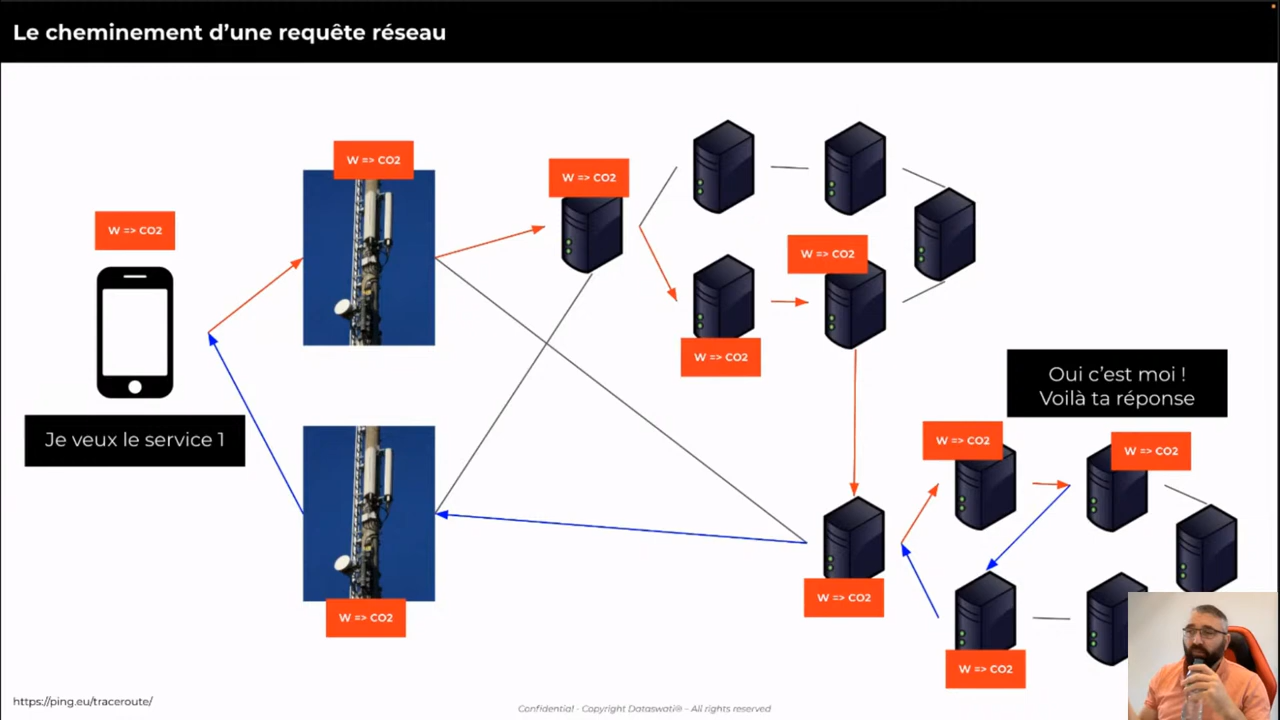 Le cheminement d'une requête réseau
W => CO2
W => CO2
W => CO2
W => CO2
W => CO2
Oui c'est moi !
Voilà ta réponse
Je veux le service 1
W => CO2
W => CO2
W => CO2
W => CO2
W => CO2
https://ping.eu/traceroute/
Confidential - Copyright Dataswati® - All rights reserved